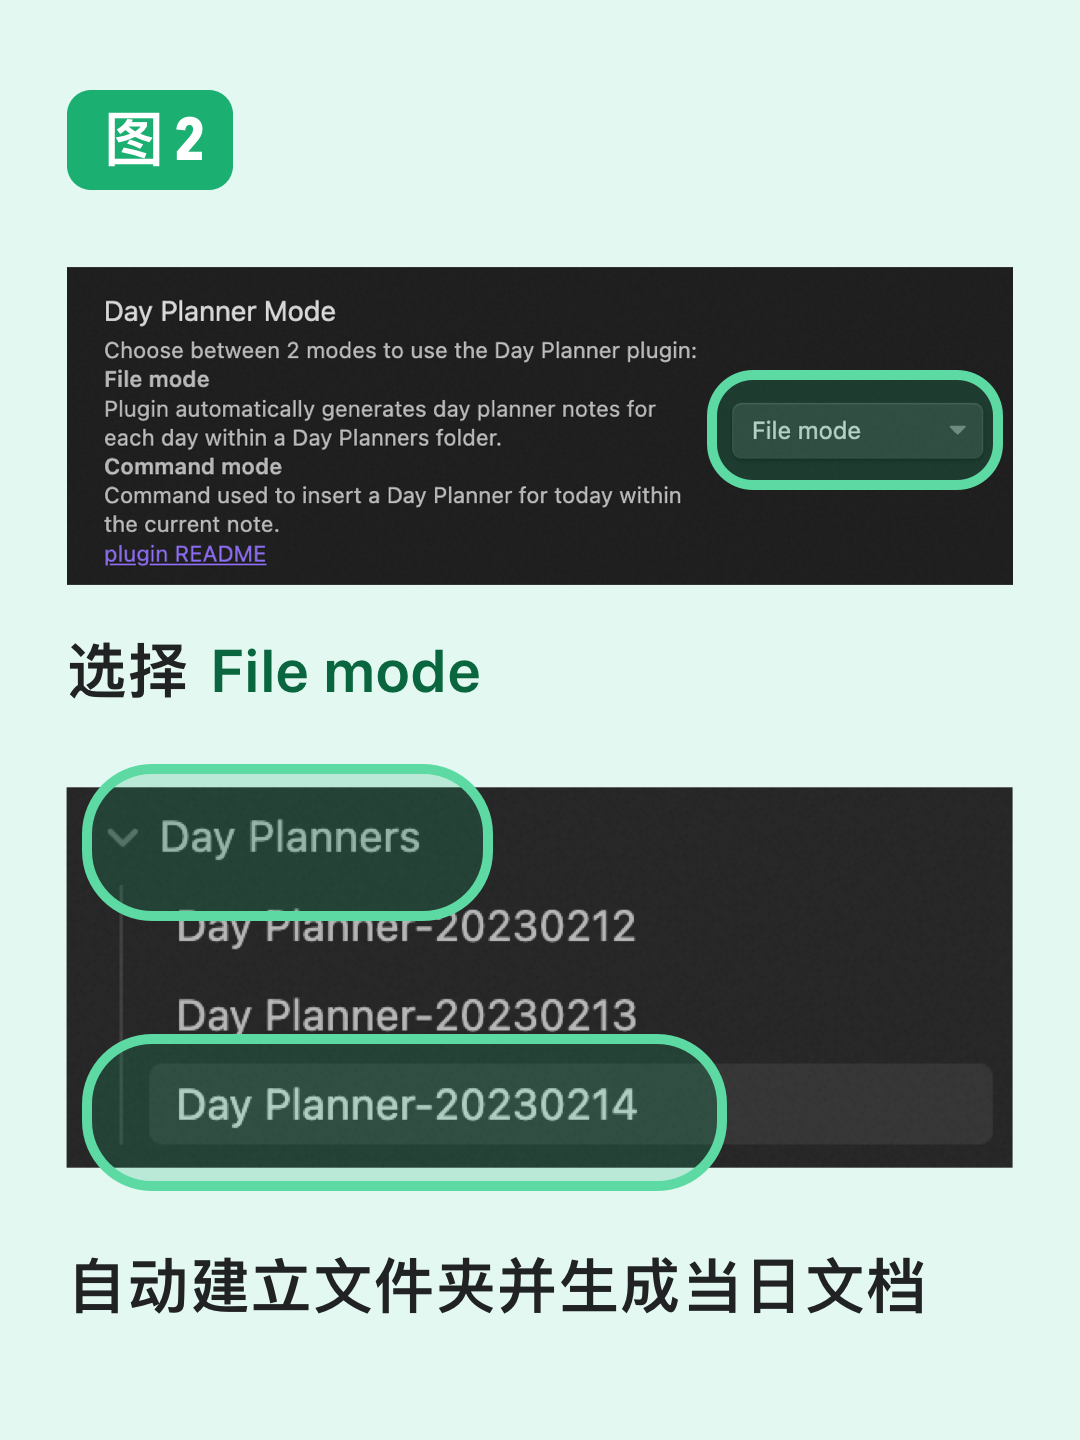 图 2
Day Planner Mode
Choose between 2 modes to use the Day Planner plugin:
File mode
Plugin automatically generates day planner notes for
each day within a Day Planners folder.
Command mode
Command used to insert a Day Planner for today within
the current note.
plugin README
File mode
选择 File mode
Day Planners
Day Planner-20230212
Day Planner-20230213
Day Planner-20230214
自动建立文件夹并生成当日文档